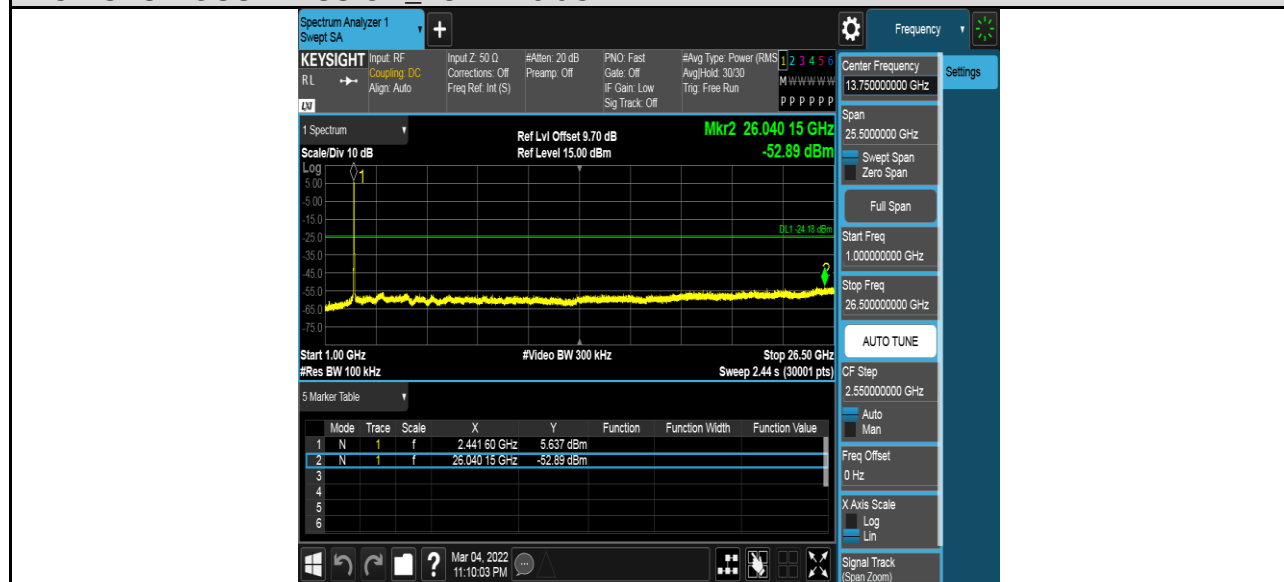 Spectrum Analyzer 1
Swept SA
Frequency
KEYSIGHT
RL
LXI
Input: RF
Coupling: DC
Align: Auto
Input Z: 50 Ω
Corrections: Off
Freq Ref: Int (S)
#Atten: 20 dB
Preamp: Off
PNO: Fast
Gate: Off
IF Gain: Low
Sig Track: Off
#Avg Type: Power (RMS
Avg|Hold: 30/30
Trig: Free Run
1 2 3 4 5 6
M W W W W W
P P P P P P
1 Spectrum
Scale/Div 10 dB
Ref Lvl Offset 9.70 dB
Ref Level 15.00 dBm
Mkr2 26.040 15 GHz
-52.89 dBm
Log
5.00
-5.00
-15.0
-25.0
-35.0
-45.0
-55.0
-65.0
-75.0
1
DL1 -24.18 dBm
2
Start 1.00 GHz
#Video BW 300 kHz
Stop 26.50 GHz
#Res BW 100 kHz
Sweep 2.44 s (30001 pts)
5 Marker Table
Mode Trace Scale X Y Function Function Width Function Value
1 N 1 f 2.441 60 GHz 5.637 dBm
2 N 1 f 26.040 15 GHz -52.89 dBm
3
4
5
6
Mar 04, 2022
11:10:03 PM
Center Frequency
13.750000000 GHz
Settings
Span
25.5000000 GHz
Swept Span
Zero Span
Full Span
Start Freq
1.000000000 GHz
Stop Freq
26.500000000 GHz
AUTO TUNE
CF Step
2.550000000 GHz
Auto
Man
Freq Offset
0 Hz
X Axis Scale
Log
Lin
Signal Track
(Span Zoom)